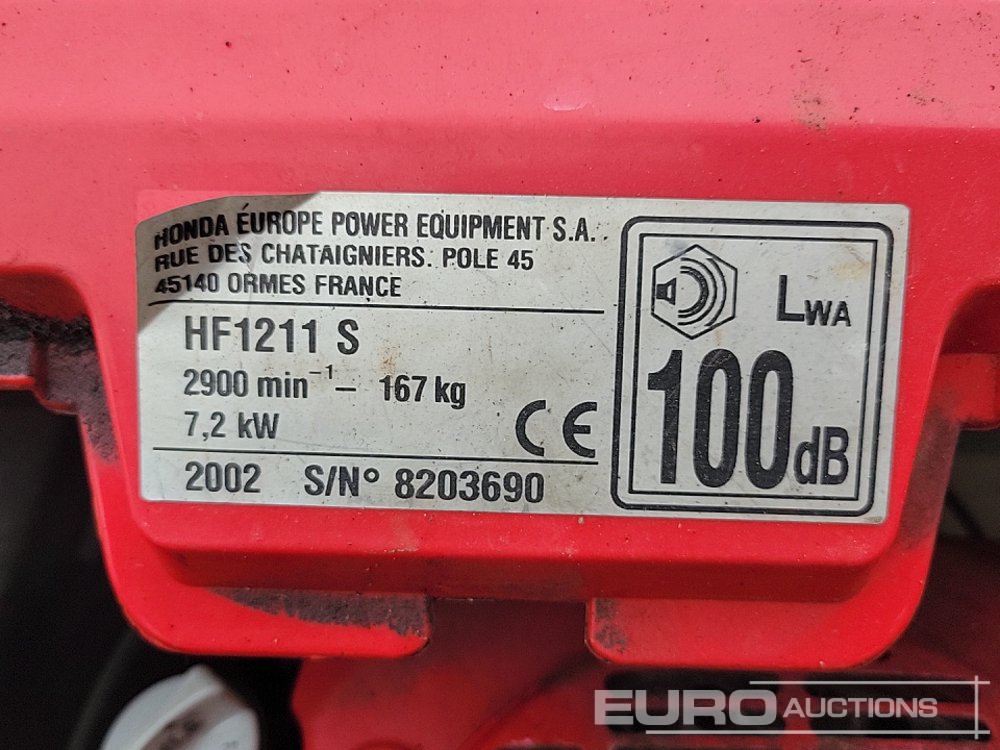 HONDA EUROPE POWER EQUIPMENT S.A.
RUE DES CHATAIGNIERS. POLE 45
45140 ORMES FRANCE
HF1211 S
2900 min⁻¹ – 167 kg
7,2 kW
CE
2002 S/N° 8203690
LWA
100dB
EURO AUCTIONS